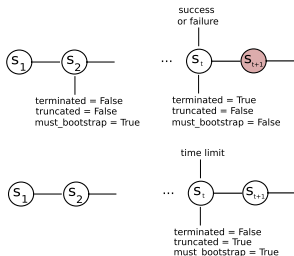 success
or failure
S1 S2 ... St St+1
terminated = False
truncated = False
must_bootstrap = True
terminated = True
truncated = False
must_bootstrap = False
time limit
S1 S2 ... St St+1
terminated = False
truncated = True
must_bootstrap = True